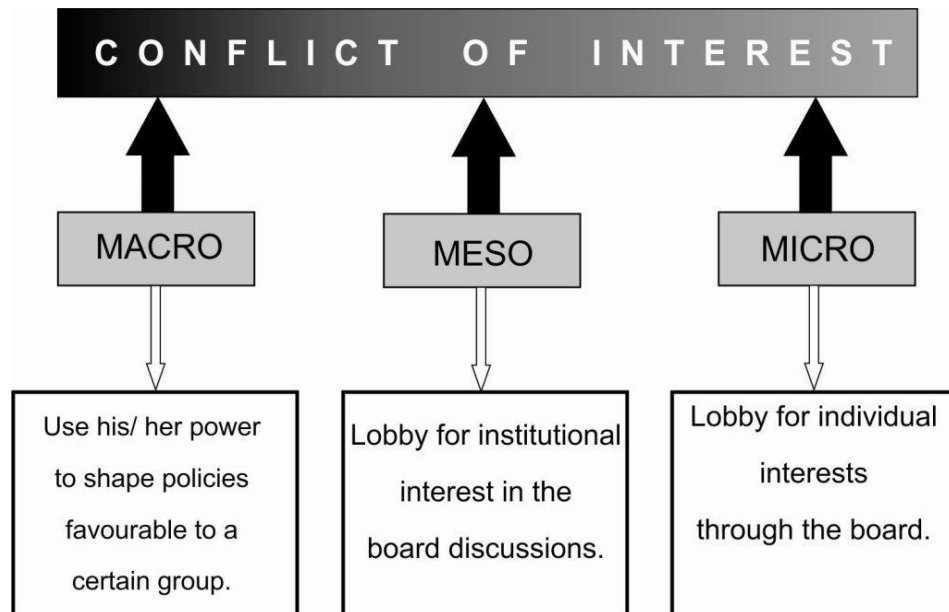 CONFLICT OF INTEREST
MACRO
MESO
MICRO
Use his/ her power
to shape policies
favourable to a
certain group.
Lobby for institutional
interest in the
board discussions.
Lobby for individual
interests
through the board.